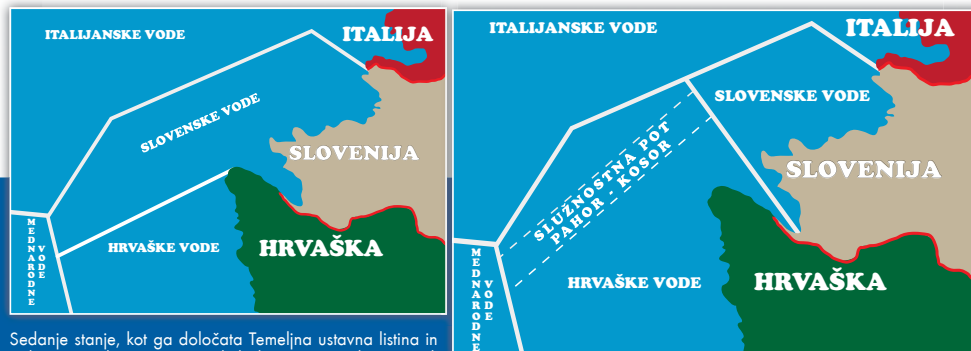 ITALIJANSKE VODE
ITALIJA
SLOVENSKE VODE
SLOVENIJA
MEDNARODNE
VODE
HRVAŠKE VODE
HRVAŠKA
Sedanje stanje, kot ga določata Temeljna ustavna listina in
ITALIJANSKE VODE
ITALIJA
SLOVENSKE VODE
SLUŽNOSTNA POT
PAHOR - KOSOR
SLOVENIJA
MEDNARODNE
VODE
HRVAŠKE VODE
HRVAŠKA